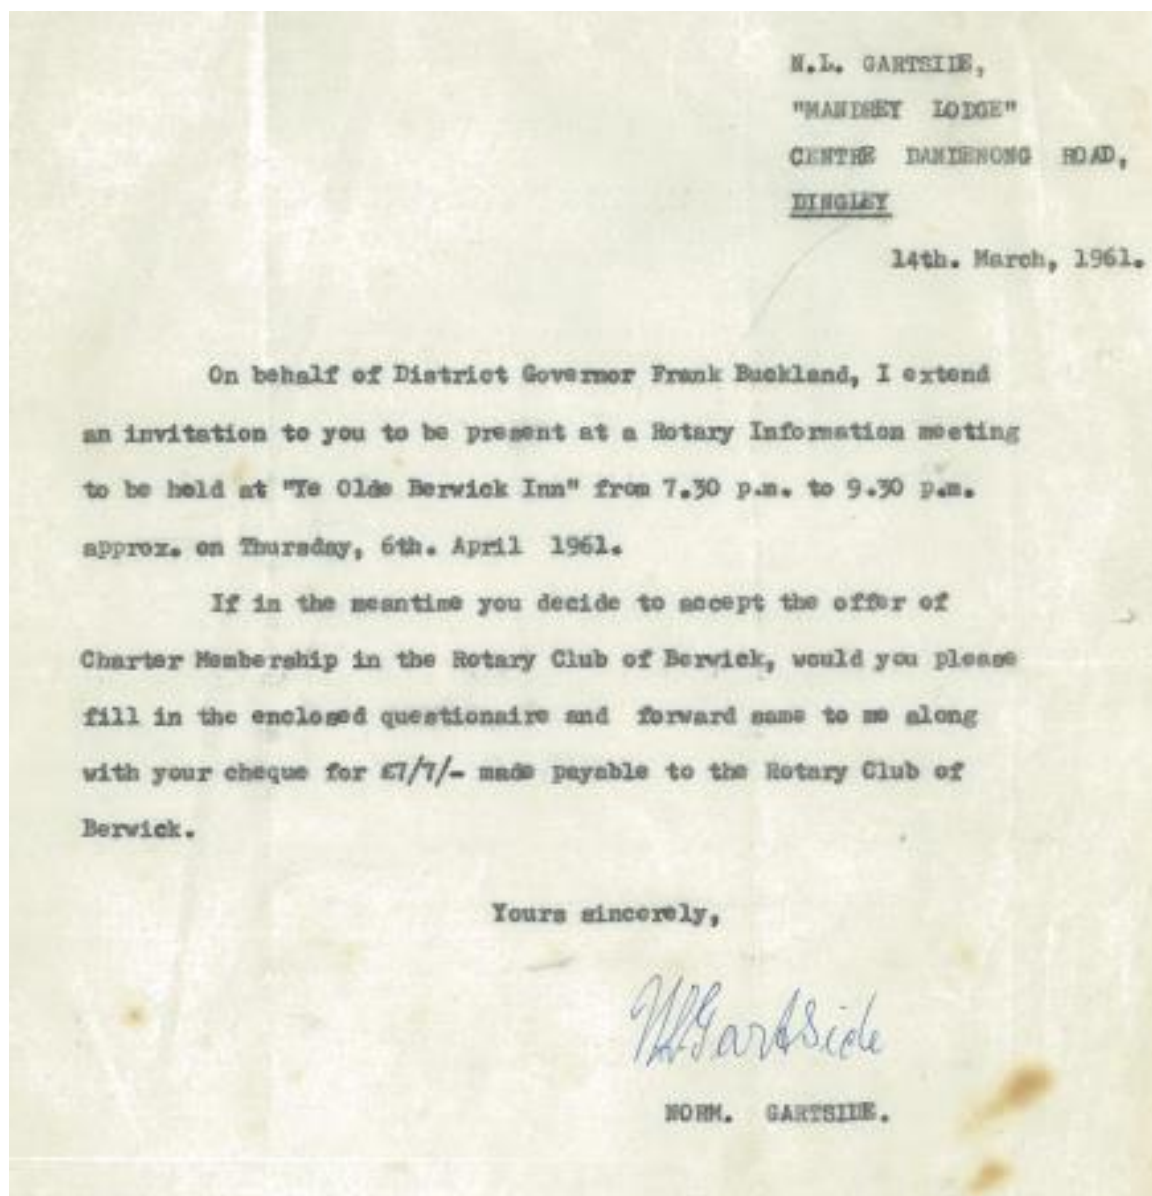 N.L. GARTSIDE,
"MANDREY LODGE"
CENTRE DANDENONG ROAD,
DINGLEY
14th. March, 1961.
On behalf of District Governor Frank Buckland, I extend
an invitation to you to be present at a Rotary Information meeting
to be held at "Ye Olde Berwick Inn" from 7.30 p.m. to 9.30 p.m.
approx. on Thursday, 6th. April 1961.
If in the meantime you decide to accept the offer of
Charter Membership in the Rotary Club of Berwick, would you please
fill in the enclosed questionaire and forward same to me along
with your cheque for £7/7/- made payable to the Rotary Club of
Berwick.
Yours sincerely,
NLGartside
NORM. GARTSIDE.